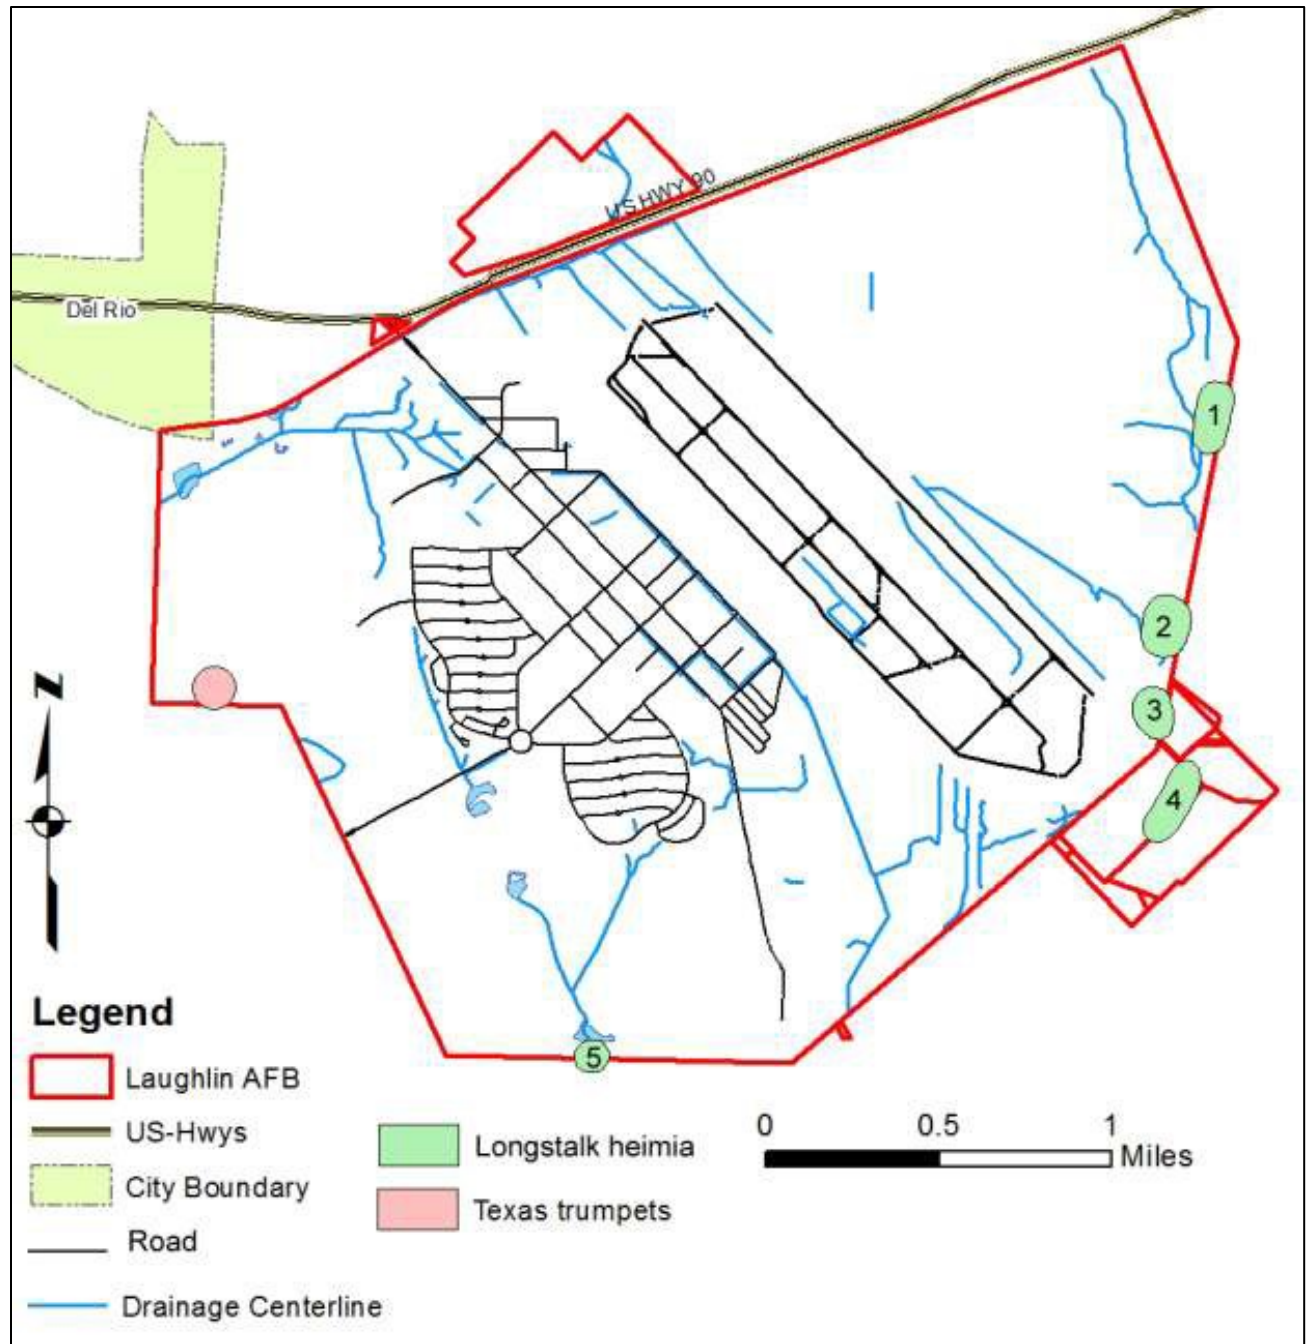 US HWY 90
Del Rio
1
2
3
4
5
N
Legend
Laughlin AFB
US-Hwys
City Boundary
Road
Drainage Centerline
Longstalk heimia
Texas trumpets
0 0.5 1
Miles